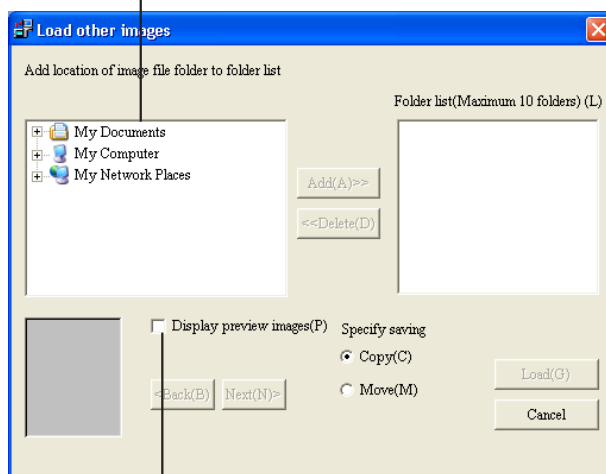 Load other images
Add location of image file folder to folder list
Folder list(Maximum 10 folders) (L)
My Documents
My Computer
My Network Places
Add(A)>>
<<Delete(D)
Display preview images(P)
Specify saving
Copy(C)
Move(M)
<Back(B)
Next(N)>
Load(G)
Cancel